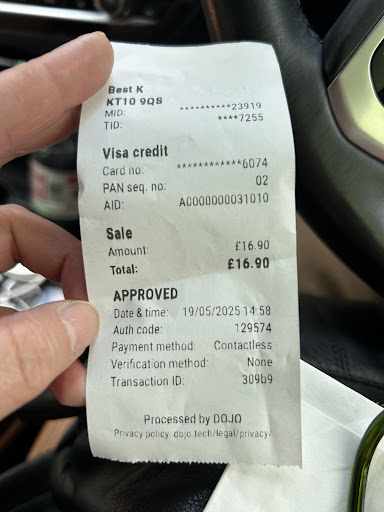 Best K
KT10 9QS
MID: **********23919
TID: ****7255
Visa credit
Card no: ************6074
PAN seq. no: 02
AID: A0000000031010
Sale
Amount: £16.90
Total: £16.90
APPROVED
Date & time: 19/05/2025 14:58
Auth code: 129574
Payment method: Contactless
Verification method: None
Transaction ID: 309b9
Processed by DOJO
Privacy policy dojo.tech/legal/privacy/